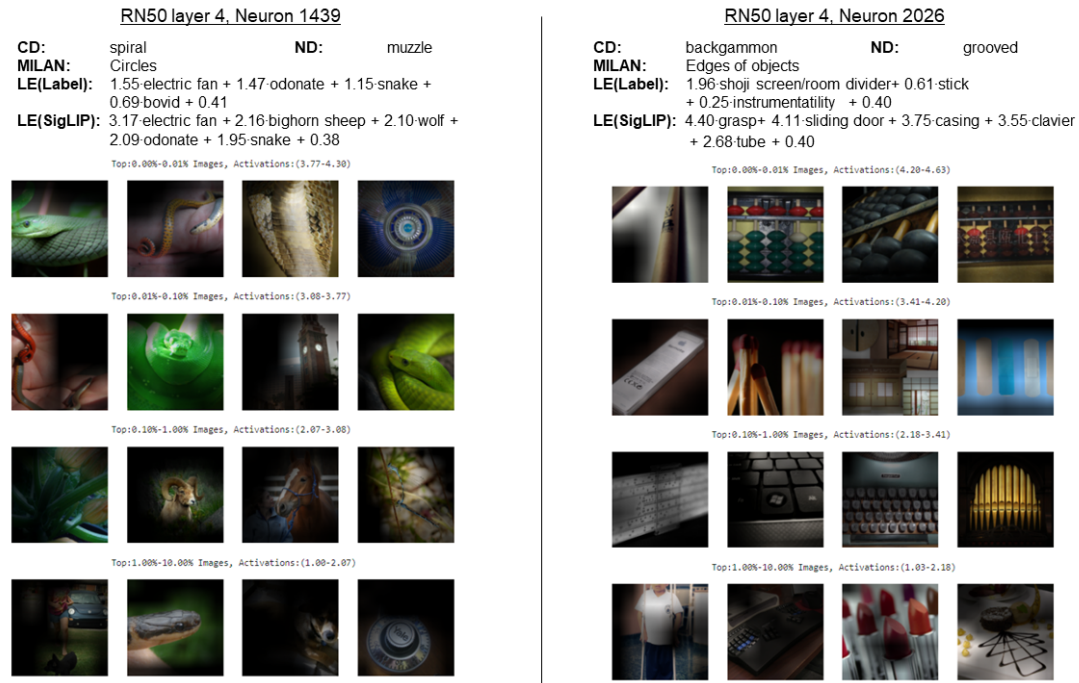 RN50 layer 4, Neuron 1439
CD: spiral ND: muzzle
MILAN: Circles
LE(Label): 1.55·electric fan + 1.47·odonate + 1.15·snake +
0.69·bovid + 0.41
LE(SigLIP): 3.17·electric fan + 2.16·bighorn sheep + 2.10·wolf +
2.09·odonate + 1.95·snake + 0.38
Top:0.00%-0.01% Images, Activations:(3.77-4.30)
Top:0.01%-0.10% Images, Activations:(3.08-3.77)
Top:0.10%-1.00% Images, Activations:(2.07-3.08)
Top:1.00%-10.00% Images, Activations:(1.00-2.07)
RN50 layer 4, Neuron 2026
CD: backgammon ND: grooved
MILAN: Edges of objects
LE(Label): 1.96·shoji screen/room divider+ 0.61·stick
+ 0.25·instrumentatility + 0.40
LE(SigLIP): 4.40·grasp+ 4.11·sliding door + 3.75·casing + 3.55·clavier
+ 2.68·tube + 0.40
Top:0.00%-0.01% Images, Activations:(4.20-4.63)
Top:0.01%-0.10% Images, Activations:(3.41-4.20)
Top:0.10%-1.00% Images, Activations:(2.18-3.41)
Top:1.00%-10.00% Images, Activations:(1.03-2.18)